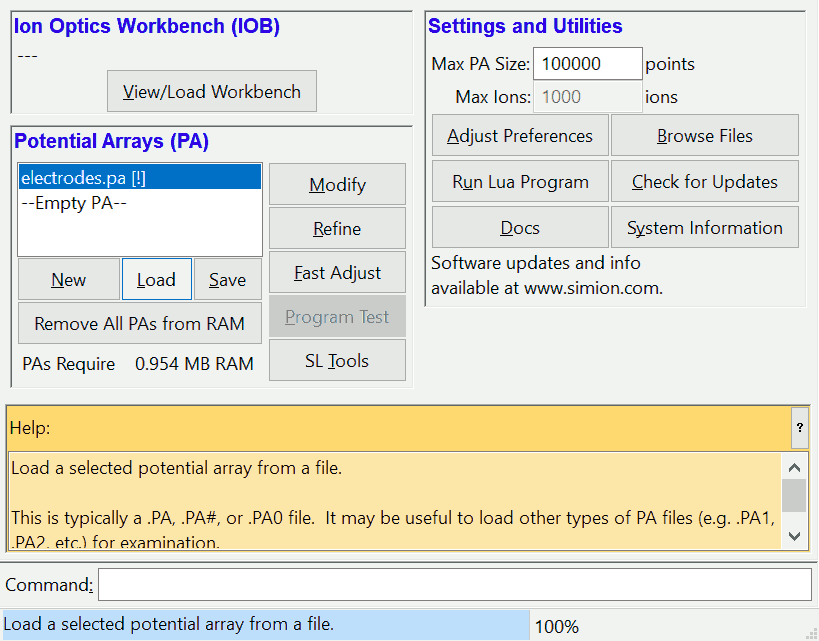 Ion Optics Workbench (IOB)
---
View/Load Workbench
Potential Arrays (PA)
electrodes.pa [!]
--Empty PA--
New
Load
Save
Remove All PAs from RAM
PAs Require 0.954 MB RAM
Modify
Refine
Fast Adjust
Program Test
SL Tools
Settings and Utilities
Max PA Size: 100000 points
Max Ions: 1000 ions
Adjust Preferences
Browse Files
Run Lua Program
Check for Updates
Docs
System Information
Software updates and info
available at www.simion.com.
Help:
?
Load a selected potential array from a file.
This is typically a .PA, .PA#, or .PA0 file. It may be useful to load other types of PA files (e.g. .PA1,
.PA2, etc.) for examination.
Command:
Load a selected potential array from a file.
100%